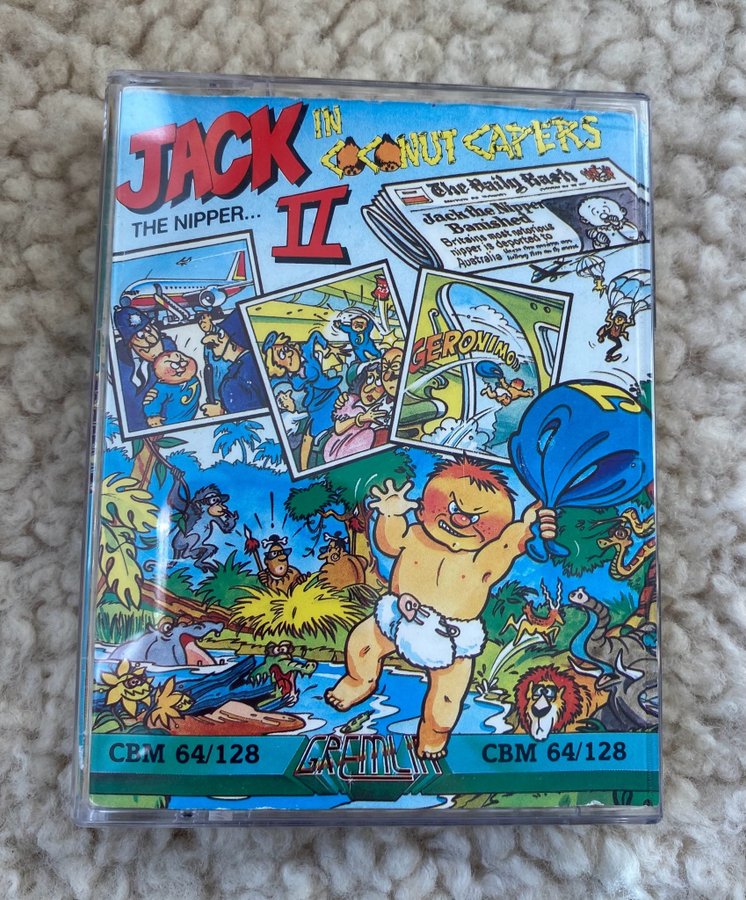 JACK
THE NIPPER... II
IN
COCONUT CAPERS
The Daily Rash
Jack the Nipper
Banished
Britains most notorious
nipper is deported to
Australia
GERONIMO!!
J
CBM 64/128
GREMLIN
CBM 64/128